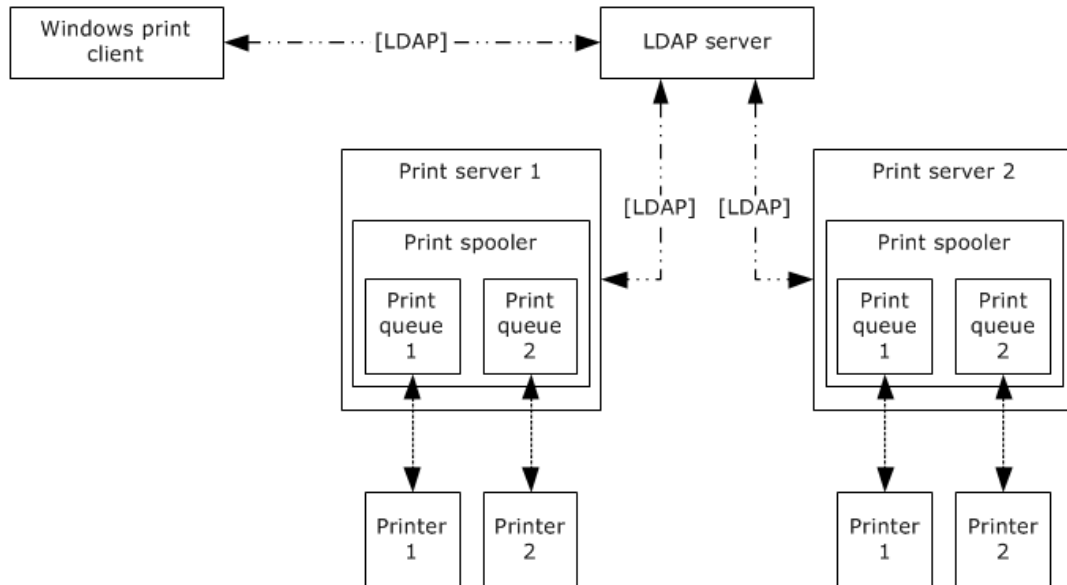 Windows print
client
[LDAP]
LDAP server
Print server 1
Print server 2
[LDAP]
[LDAP]
Print spooler
Print spooler
Print
queue
1
Print
queue
2
Print
queue
1
Print
queue
2
Printer
1
Printer
2
Printer
1
Printer
2